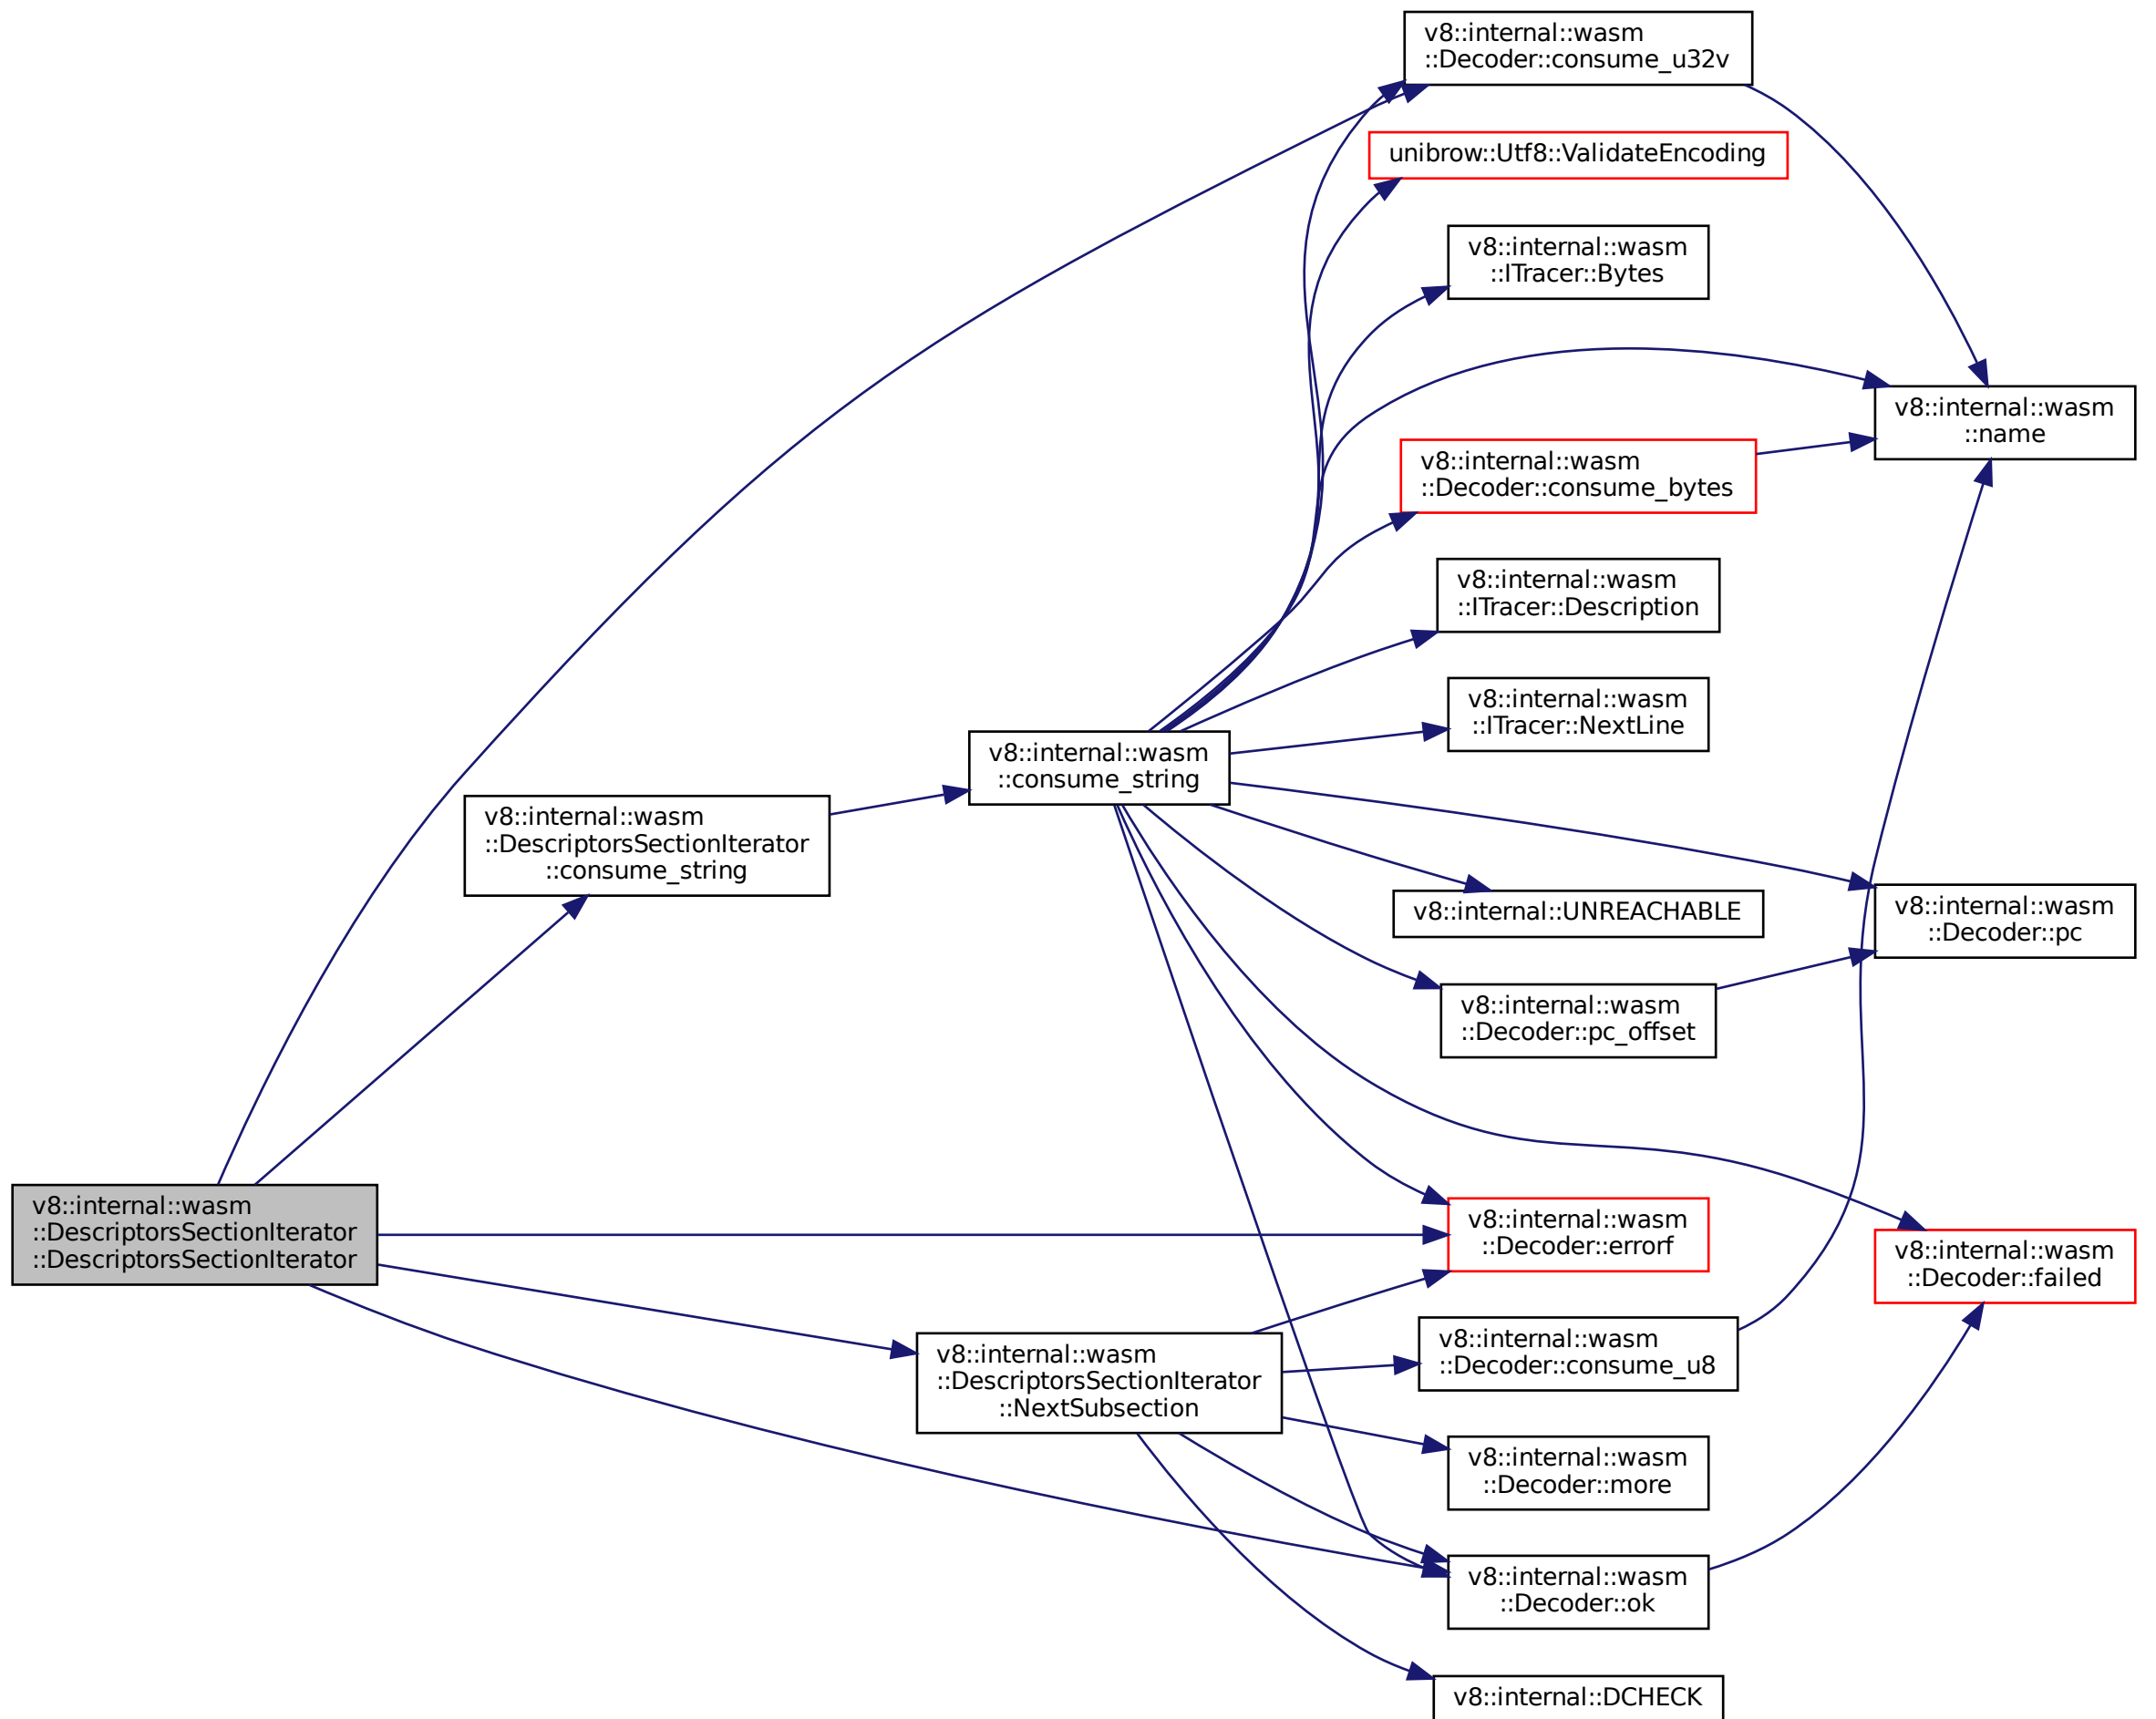 v8::internal::wasm
::Decoder::consume_u32v
unibrow::Utf8::ValidateEncoding
v8::internal::wasm
::ITracer::Bytes
v8::internal::wasm
::name
v8::internal::wasm
::Decoder::consume_bytes
v8::internal::wasm
::ITracer::Description
v8::internal::wasm
::ITracer::NextLine
v8::internal::wasm
::consume_string
v8::internal::wasm
::DescriptorsSectionIterator
::consume_string
v8::internal::UNREACHABLE
v8::internal::wasm
::Decoder::pc
v8::internal::wasm
::Decoder::pc_offset
v8::internal::wasm
::DescriptorsSectionIterator
::DescriptorsSectionIterator
v8::internal::wasm
::Decoder::errorf
v8::internal::wasm
::Decoder::failed
v8::internal::wasm
::DescriptorsSectionIterator
::NextSubsection
v8::internal::wasm
::Decoder::consume_u8
v8::internal::wasm
::Decoder::more
v8::internal::wasm
::Decoder::ok
v8::internal::DCHECK